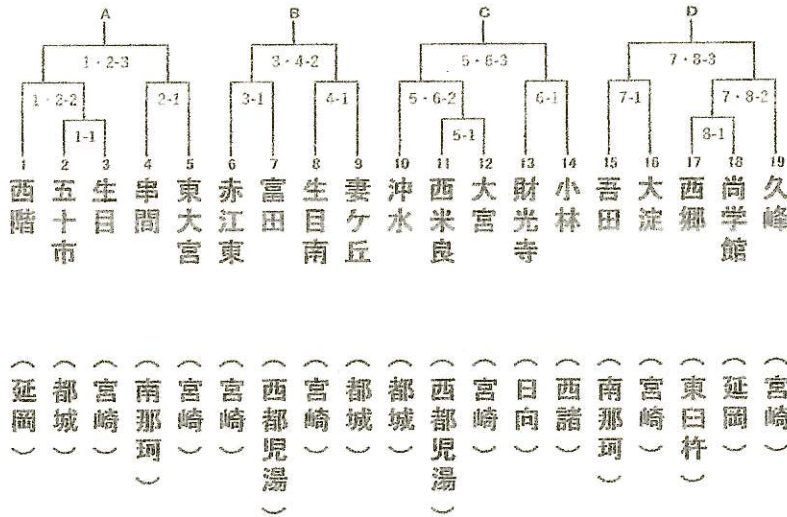 A B C D
1・2-3 3・4-2 5・6-3 7・8-3
1・2-2 2-1 3-1 4-1 5・6-2 6-1 7-1 7・8-2
1-1 5-1 8-1
1 2 3 4 5 6 7 8 9 10 11 12 13 14 15 16 17 18 19
西階
五十市
生目
串間
東大宮
赤江東
富田
生目南
妻ケ丘
沖水
西米良
大宮
財光寺
小林
吾田
大淀
西郷
尚学館
久峰
（延岡）
（都城）
（宮崎）
（南那珂）
（宮崎）
（宮崎）
（西都児湯）
（宮崎）
（都城）
（都城）
（西都児湯）
（宮崎）
（日向）
（西諸）
（南那珂）
（宮崎）
（東臼杵）
（延岡）
（宮崎）